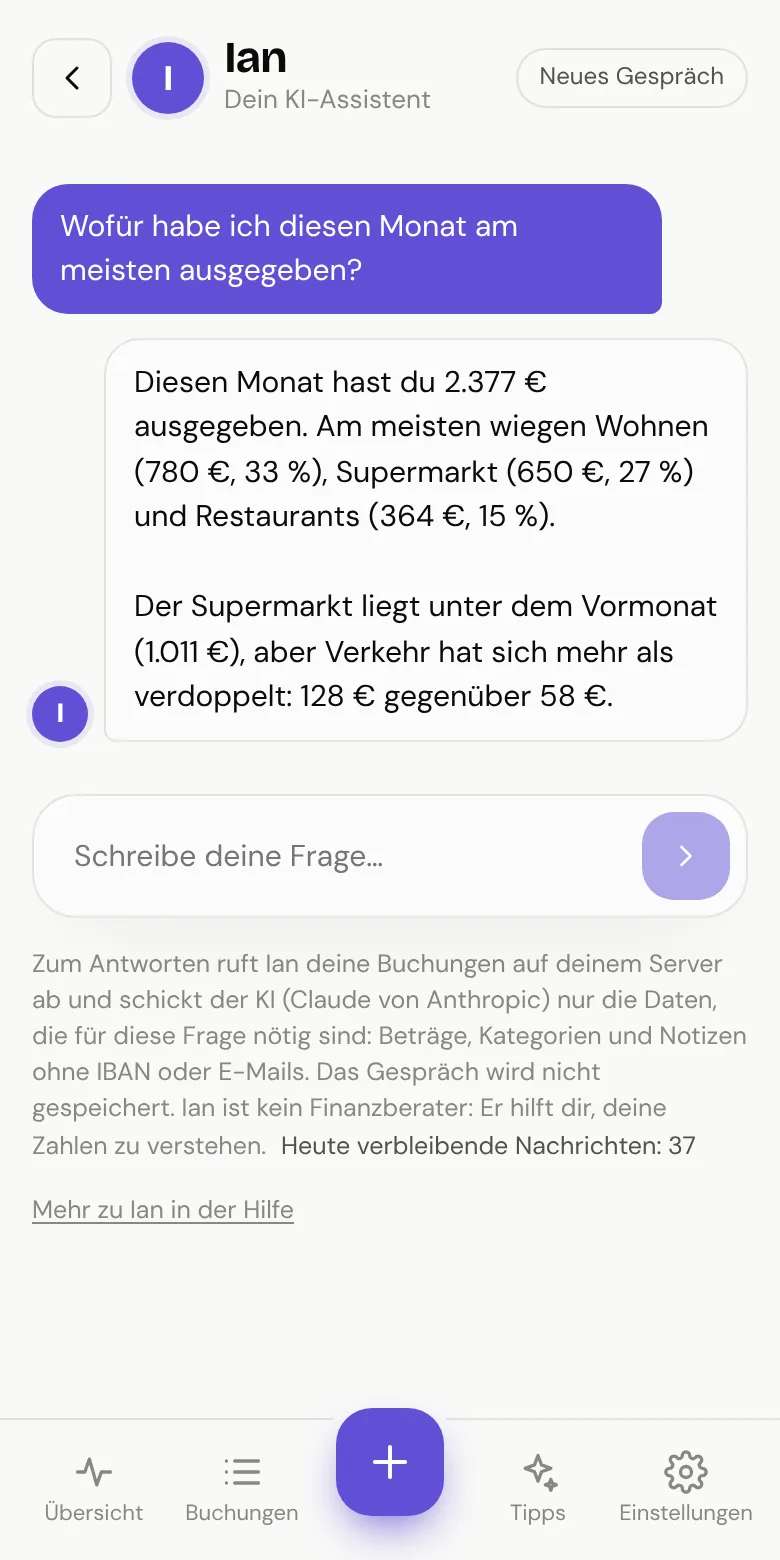 I
Ian
Dein KI-Assistent
Neues Gespräch
Wofür habe ich diesen Monat am
meisten ausgegeben?
Diesen Monat hast du 2.377 €
ausgegeben. Am meisten wiegen Wohnen
(780 €, 33 %), Supermarkt (650 €, 27 %)
und Restaurants (364 €, 15 %).
Der Supermarkt liegt unter dem Vormonat
(1.011 €), aber Verkehr hat sich mehr als
verdoppelt: 128 € gegenüber 58 €.
I
Schreibe deine Frage…
Zum Antworten ruft Ian deine Buchungen auf deinem Server
ab und schickt der KI (Claude von Anthropic) nur die Daten,
die für diese Frage nötig sind: Beträge, Kategorien und Notizen
ohne IBAN oder E-Mails. Das Gespräch wird nicht
gespeichert. Ian ist kein Finanzberater: Er hilft dir, deine
Zahlen zu verstehen. Heute verbleibende Nachrichten: 37
Mehr zu Ian in der Hilfe
Übersicht
Buchungen
Tipps
Einstellungen